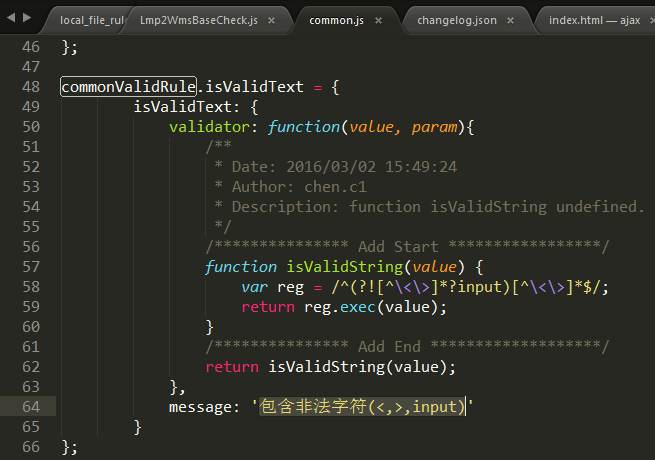 local_file_rul
Lmp2WmsBaseCheck.js ×
common.js ×
changelog.json ×
index.html — ajax ×
46 };
47
48 commonValidRule.isValidText = {
49 isValidText: {
50 validator: function(value, param){
51 /**
52 * Date: 2016/03/02 15:49:24
53 * Author: chen.c1
54 * Description: function isValidString undefined.
55 */
56 /*************** Add Start *****************/
57 function isValidString(value) {
58 var reg = /^(?![^\<\>]*?input)[^\<\>]*$/;
59 return reg.exec(value);
60 }
61 /*************** Add End *******************/
62 return isValidString(value);
63 },
64 message: '包含非法字符(<,>,input)'
65 }
66 };